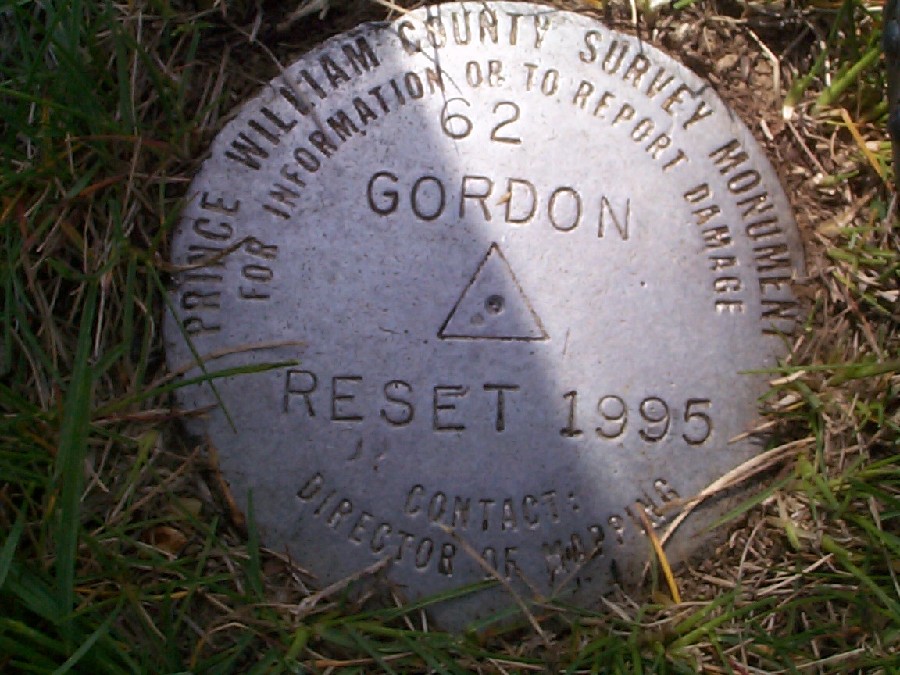 PRINCE WILLIAM COUNTY SURVEY MONUMENT
FOR INFORMATION OR TO REPORT DAMAGE
62
GORDON
RESET 1995
CONTACT:
DIRECTOR OF MAPPING